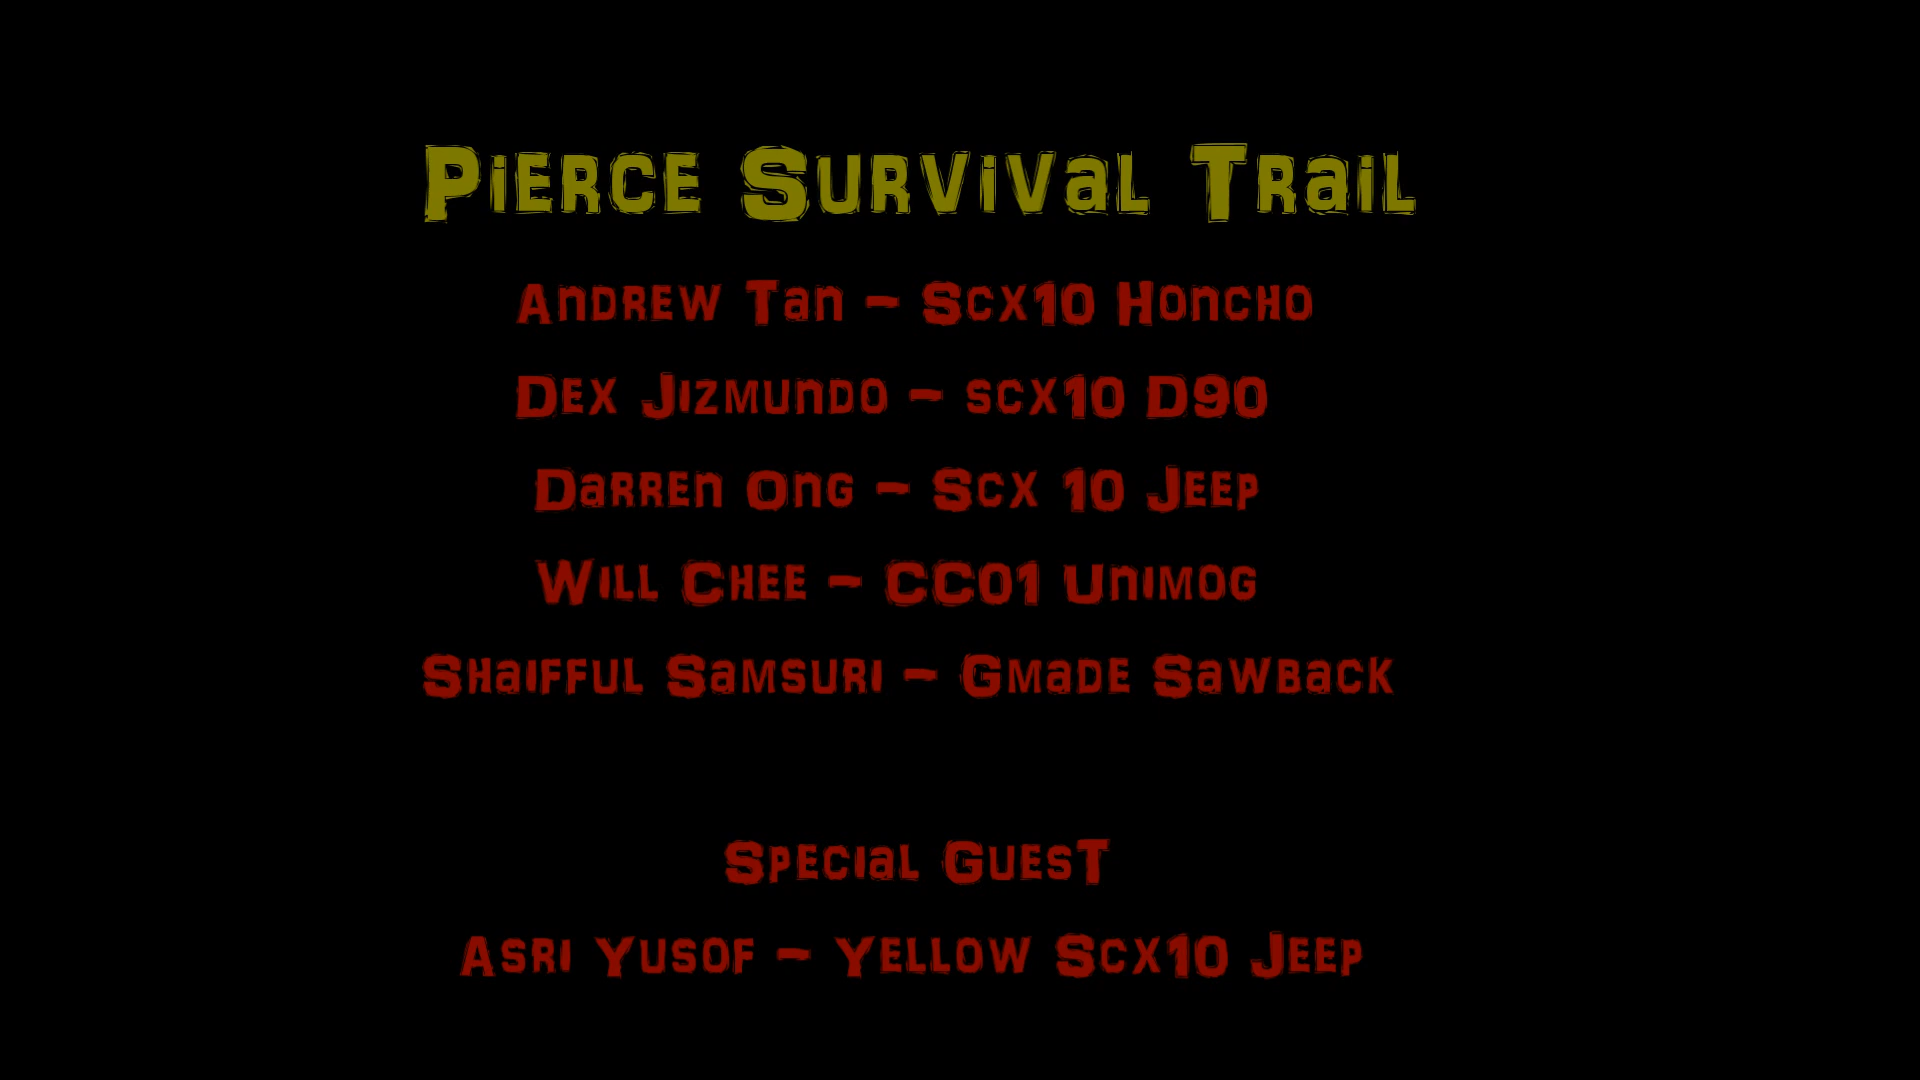 Pierce Survival Trail
Andrew Tan - Scx10 Honcho
Dex Jizmundo - scx10 D90
Darren Ong - Scx 10 Jeep
Will Chee - CC01 Unimog
Shaifful Samsuri - Gmade Sawback
Special GuesT
Asri Yusof - Yellow Scx10 Jeep